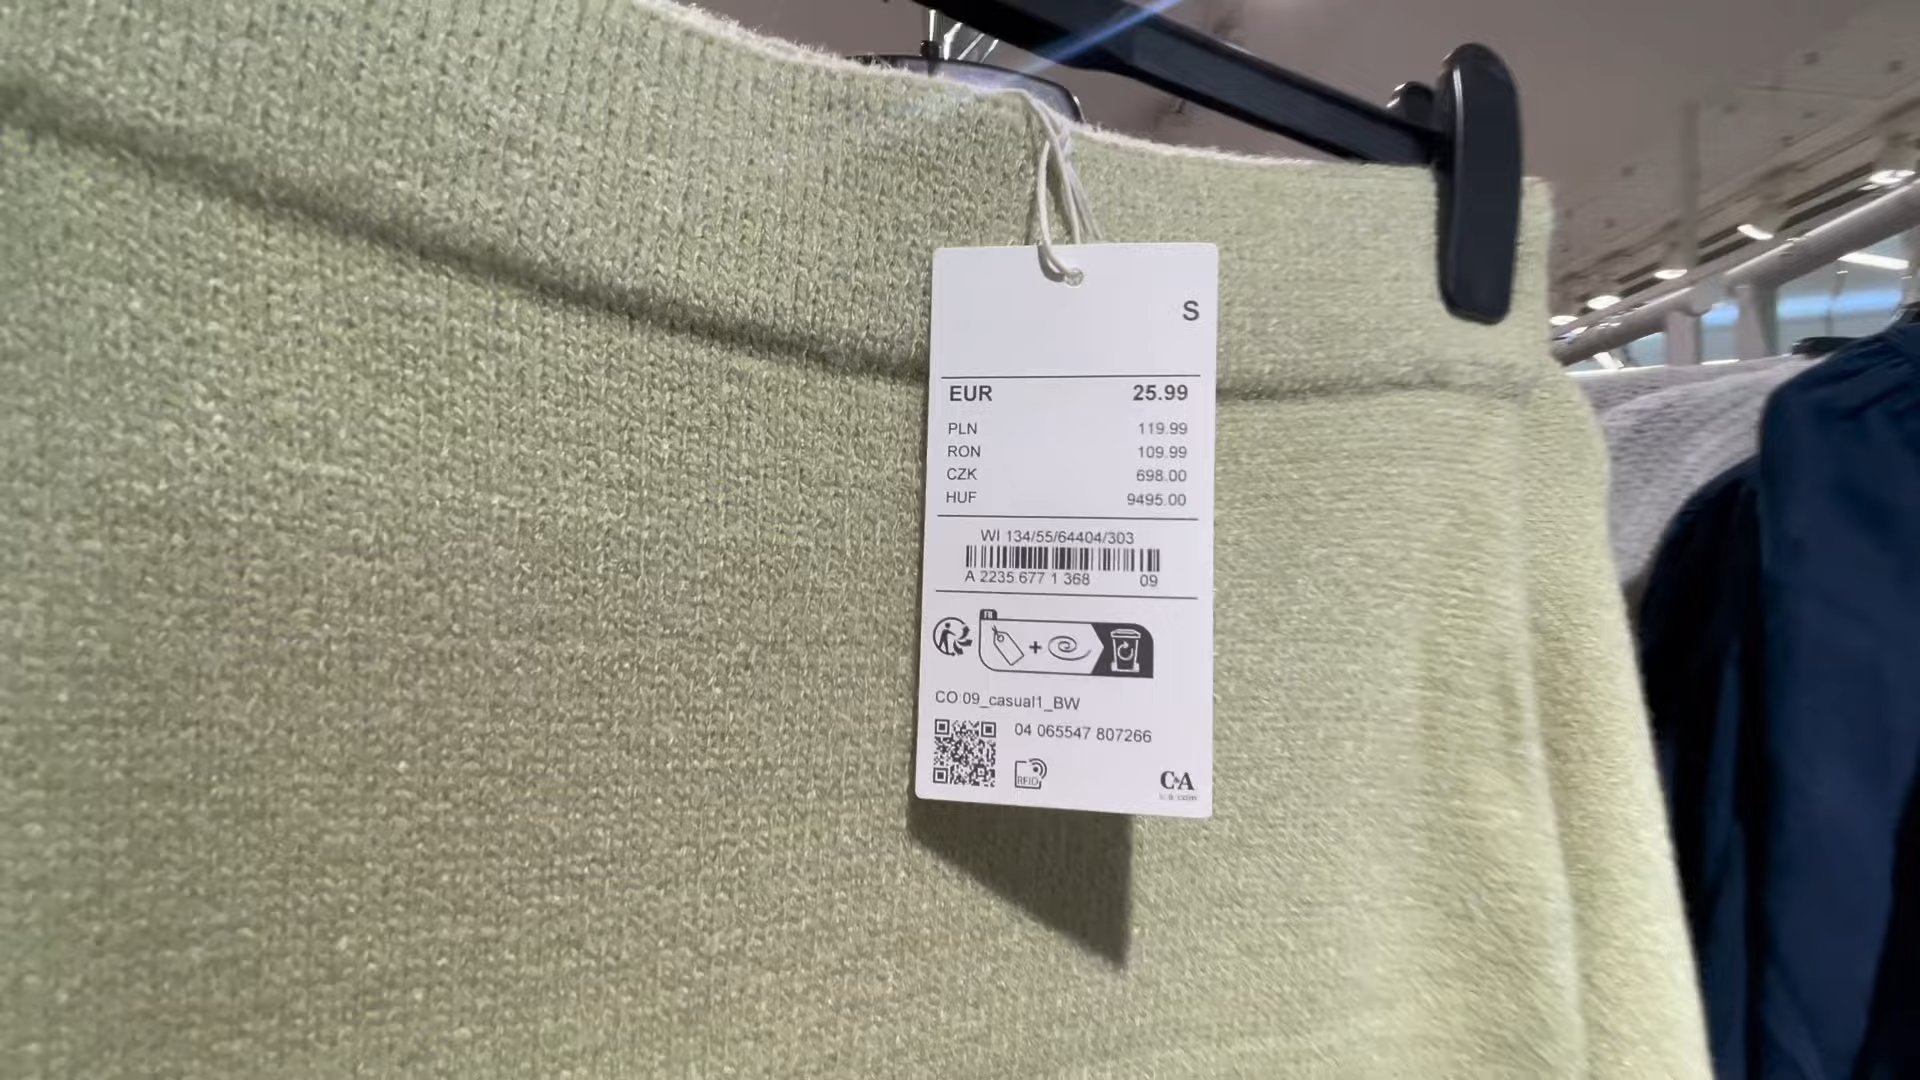 S
EUR 25.99
PLN 119.99
RON 109.99
CZK 698.00
HUF 9495.00
WI 134/55/64404/303
A 2235 677 1 368 09
FR
+
CO 09_casual1_BW
04 065547 807266
RFID
C&A